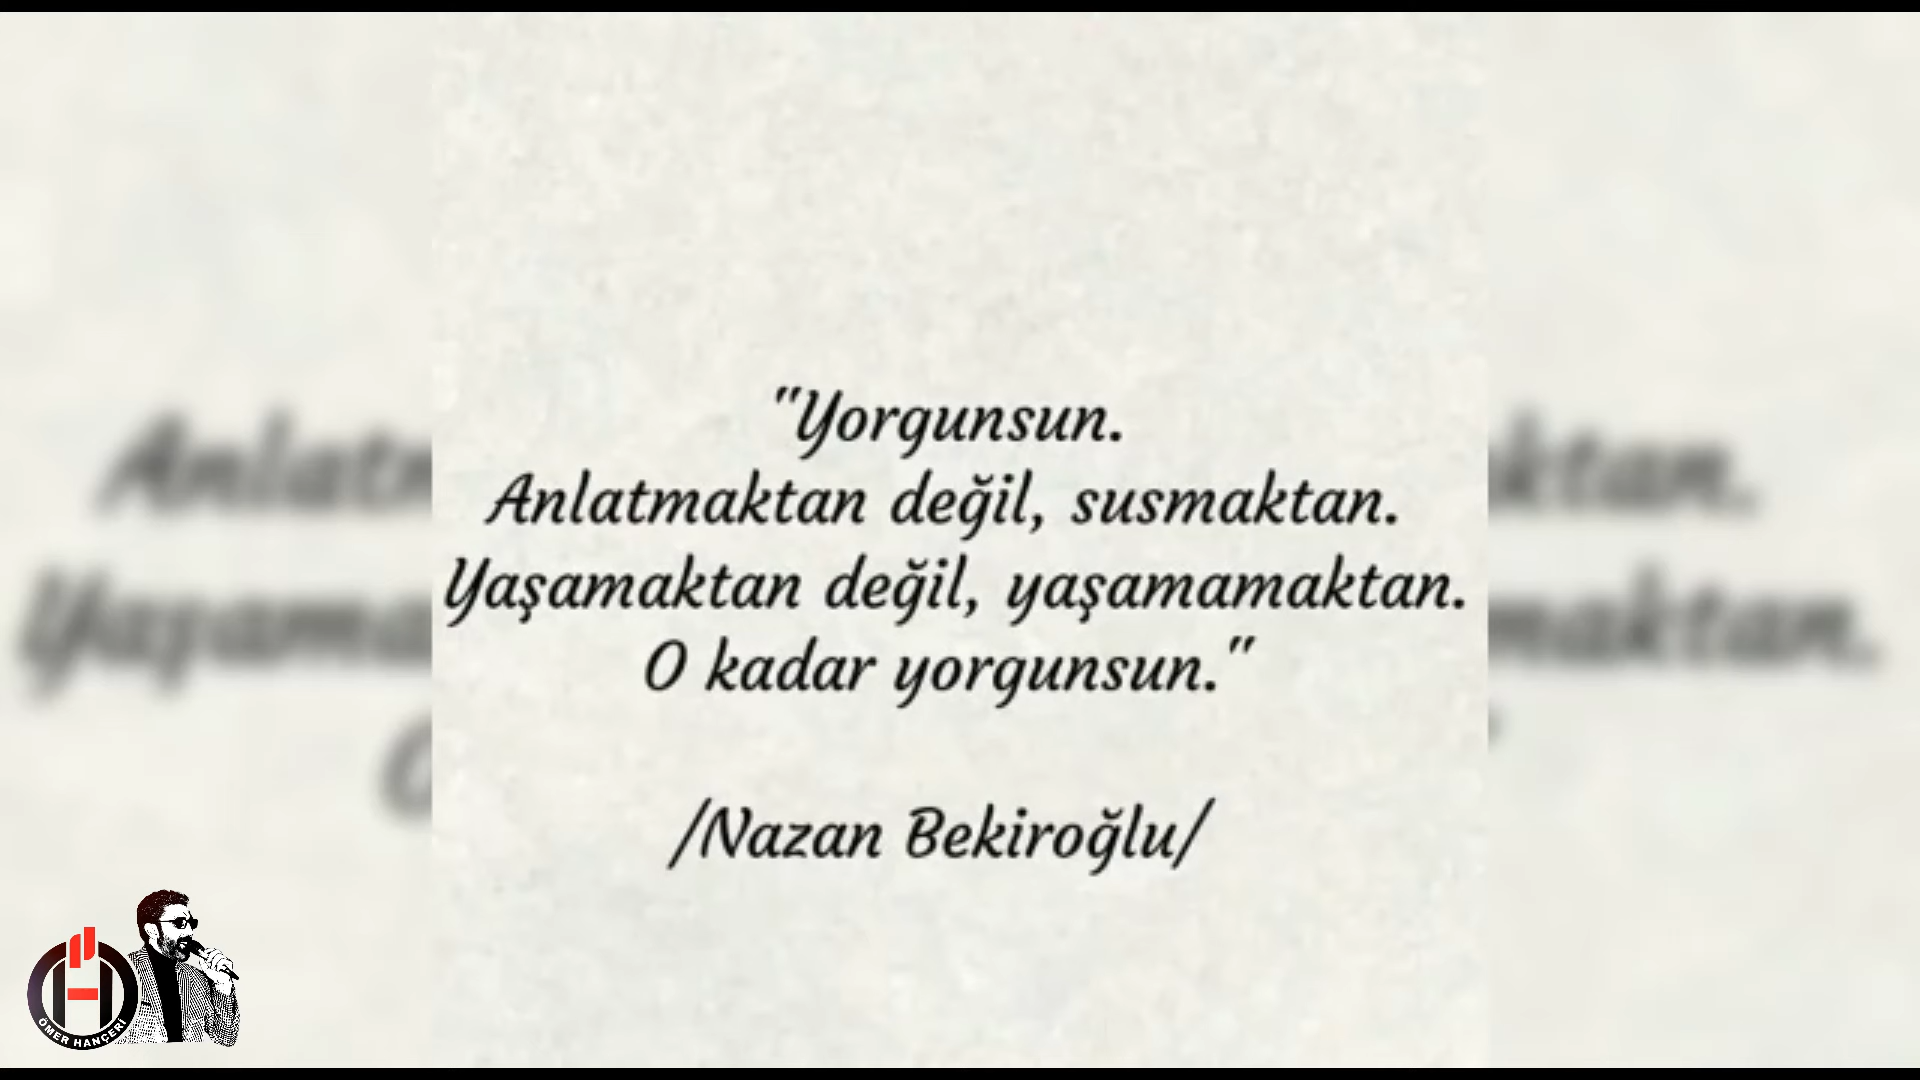 "Yorgunsun.
Anlatmaktan değil, susmaktan.
Yaşamaktan değil, yaşamamaktan.
O kadar yorgunsun."
/Nazan Bekiroğlu/
ÖMER HANÇERİ